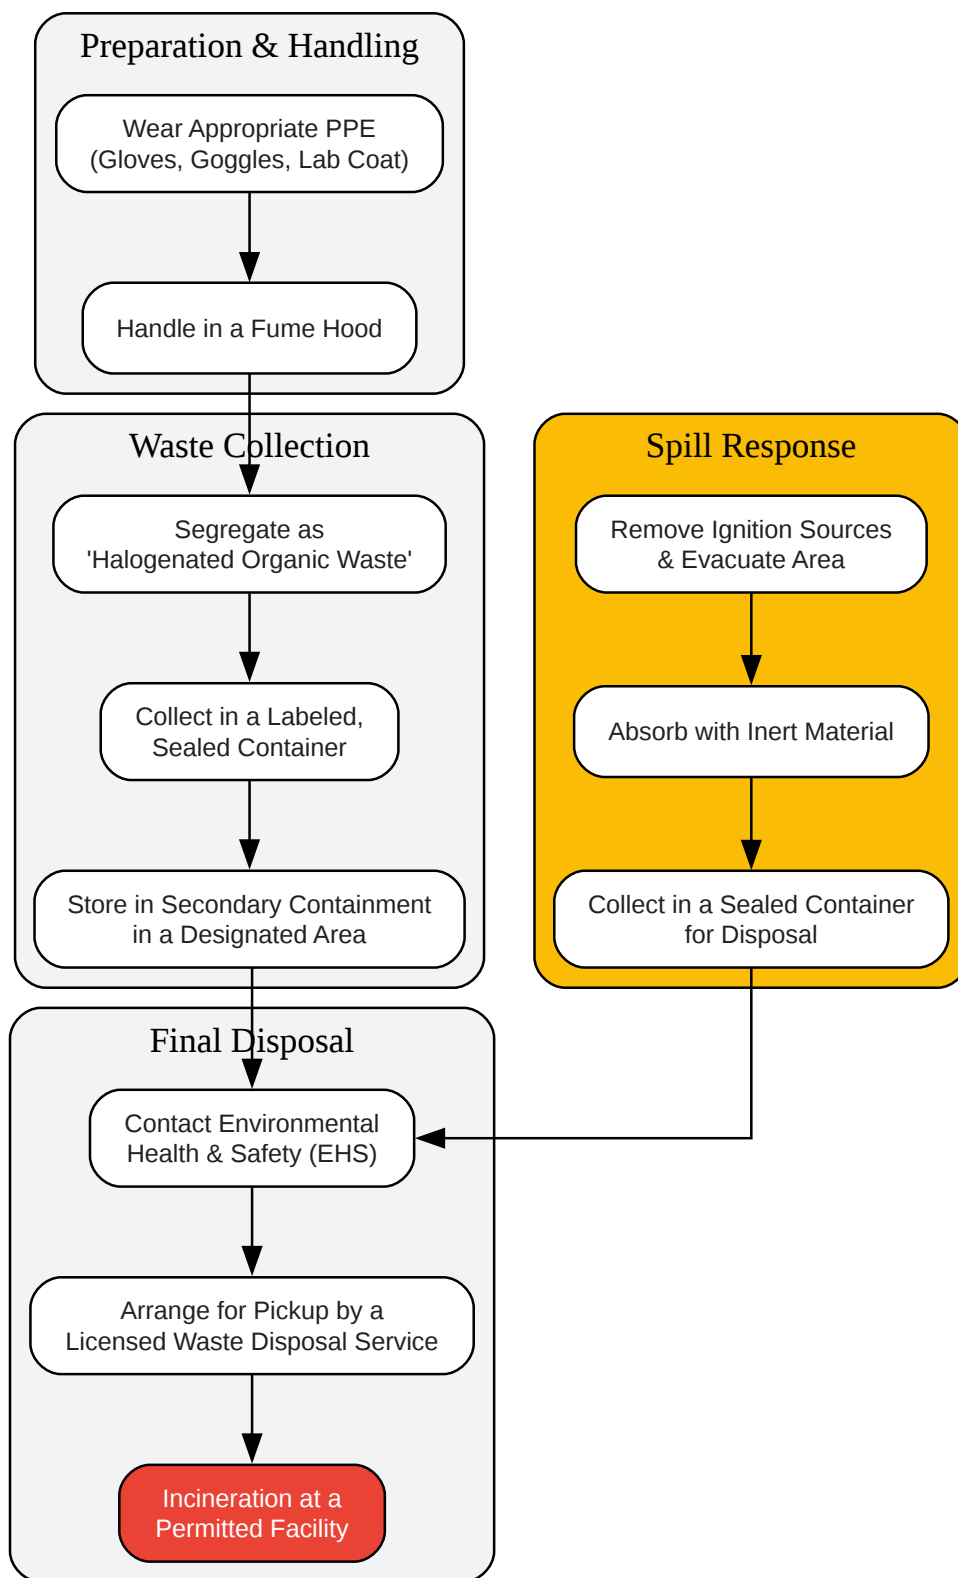 Preparation & Handling
Wear Appropriate PPE
(Gloves, Goggles, Lab Coat)
Handle in a Fume Hood
Waste Collection
Segregate as
'Halogenated Organic Waste'
Collect in a Labeled,
Sealed Container
Store in Secondary Containment
in a Designated Area
Spill Response
Remove Ignition Sources
& Evacuate Area
Absorb with Inert Material
Collect in a Sealed Container
for Disposal
Final Disposal
Contact Environmental
Health & Safety (EHS)
Arrange for Pickup by a
Licensed Waste Disposal Service
Incineration at a
Permitted Facility